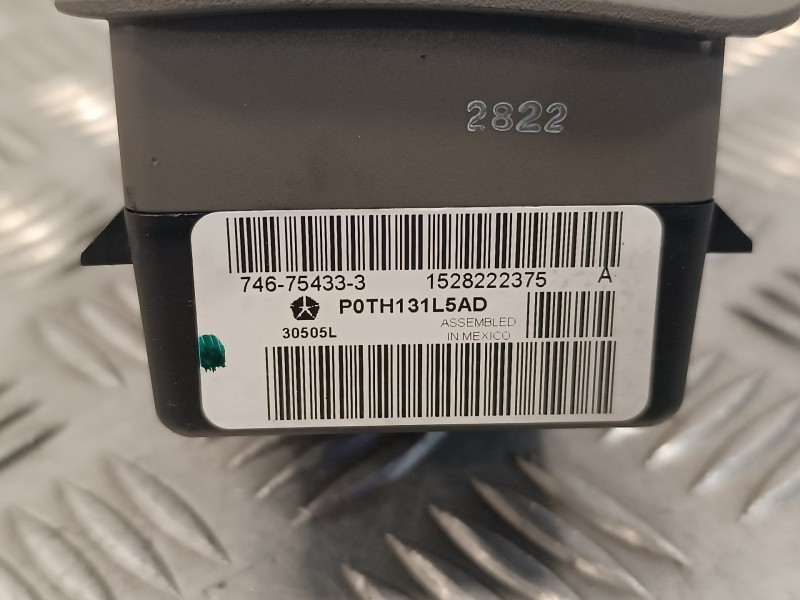 2822
746-75433-3 1528222375 A
P0TH131L5AD
30505L
ASSEMBLED
IN MEXICO